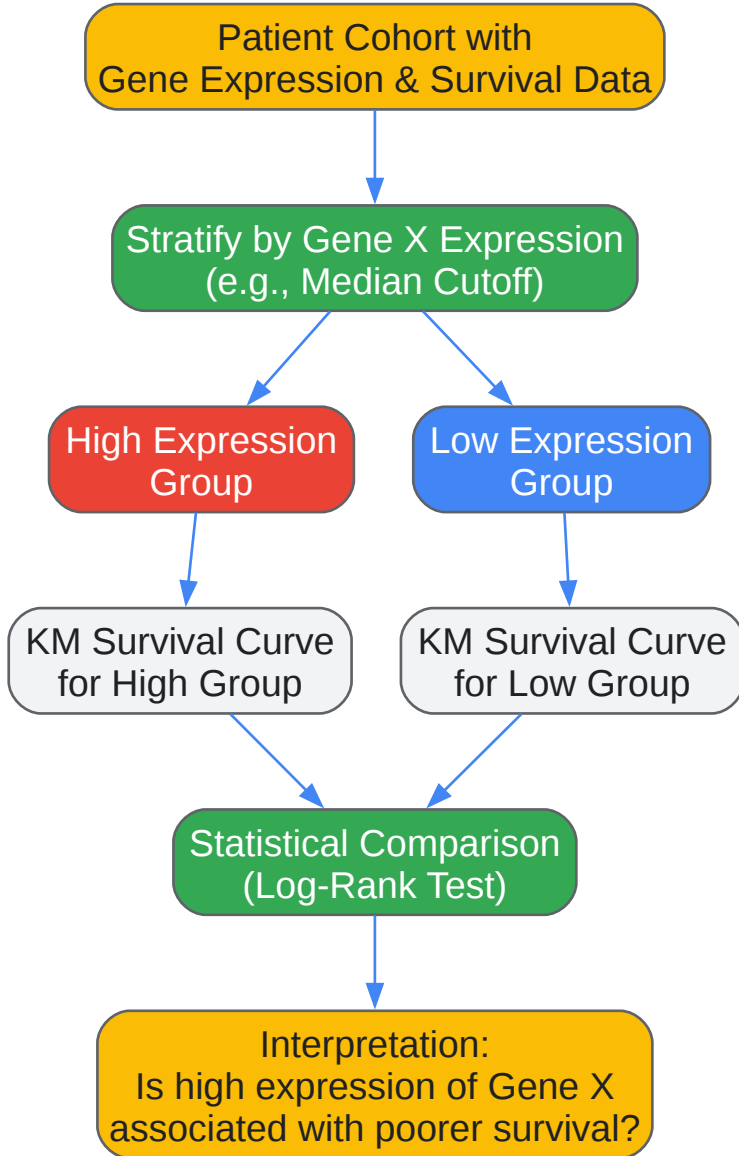 Patient Cohort with
Gene Expression & Survival Data
Stratify by Gene X Expression
(e.g., Median Cutoff)
High Expression
Group
Low Expression
Group
KM Survival Curve
for High Group
KM Survival Curve
for Low Group
Statistical Comparison
(Log-Rank Test)
Interpretation:
Is high expression of Gene X
associated with poorer survival?